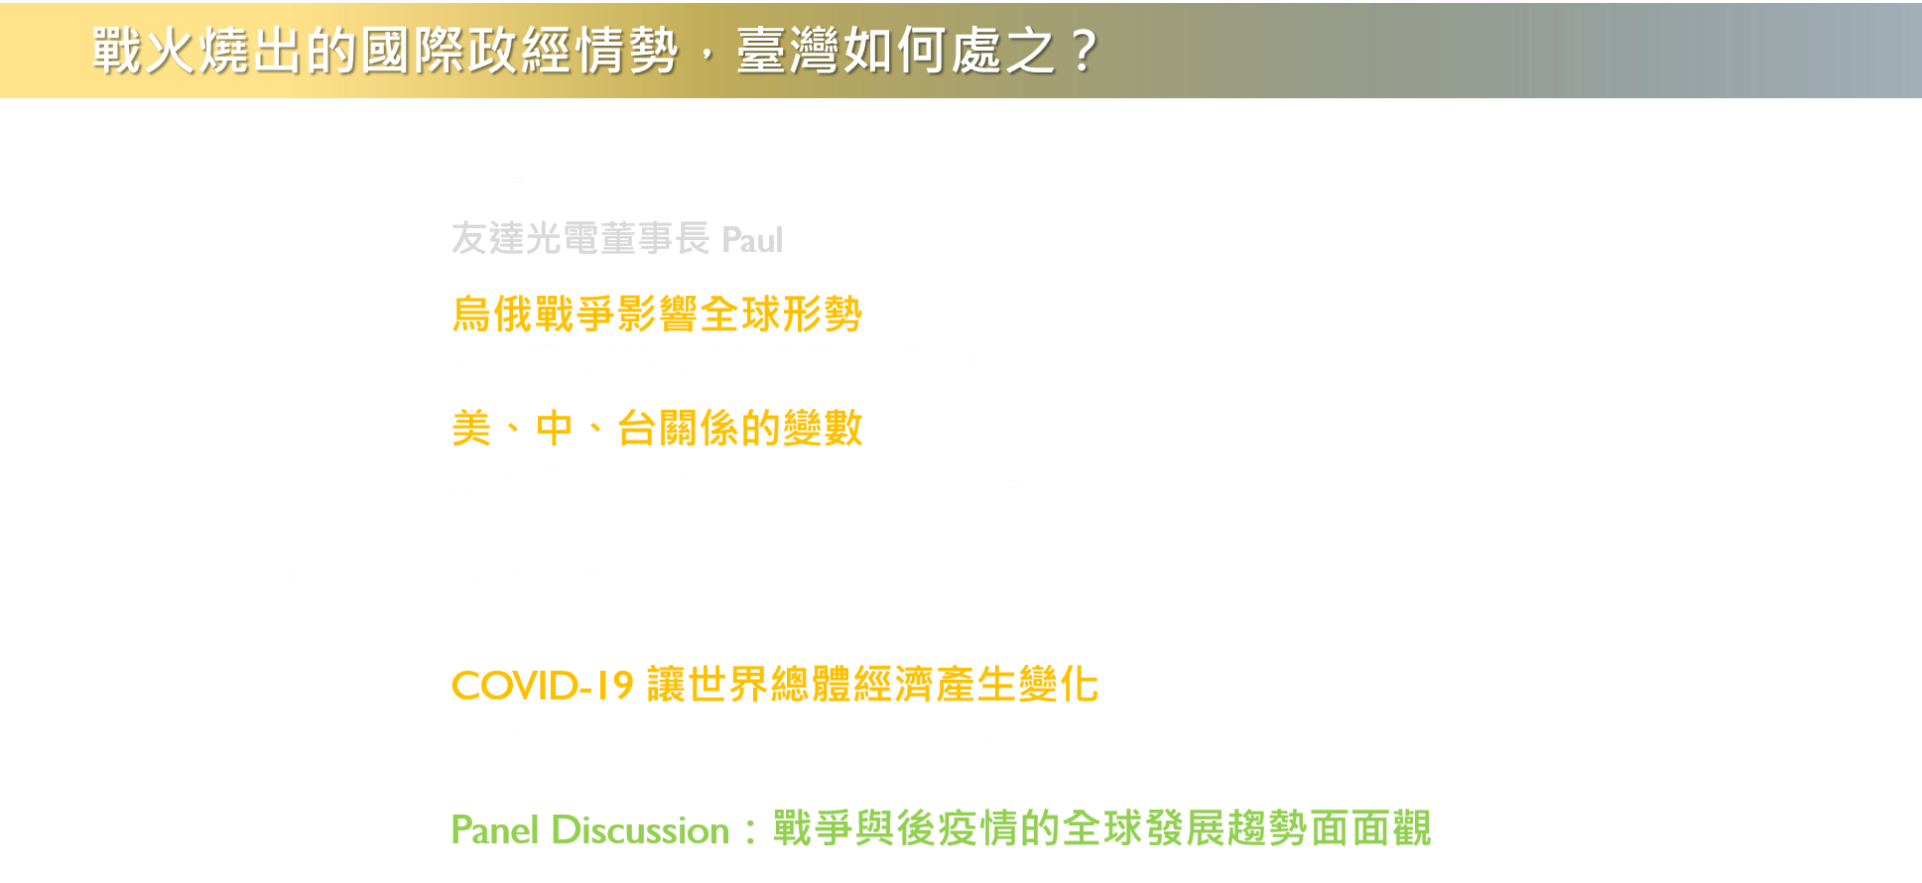 戰火燒出的國際政經情勢，臺灣如何處之？
友達光電董事長 Paul
烏俄戰爭影響全球形勢
美、中、台關係的變數
COVID-19 讓世界總體經濟產生變化
Panel Discussion：戰爭與後疫情的全球發展趨勢面面觀